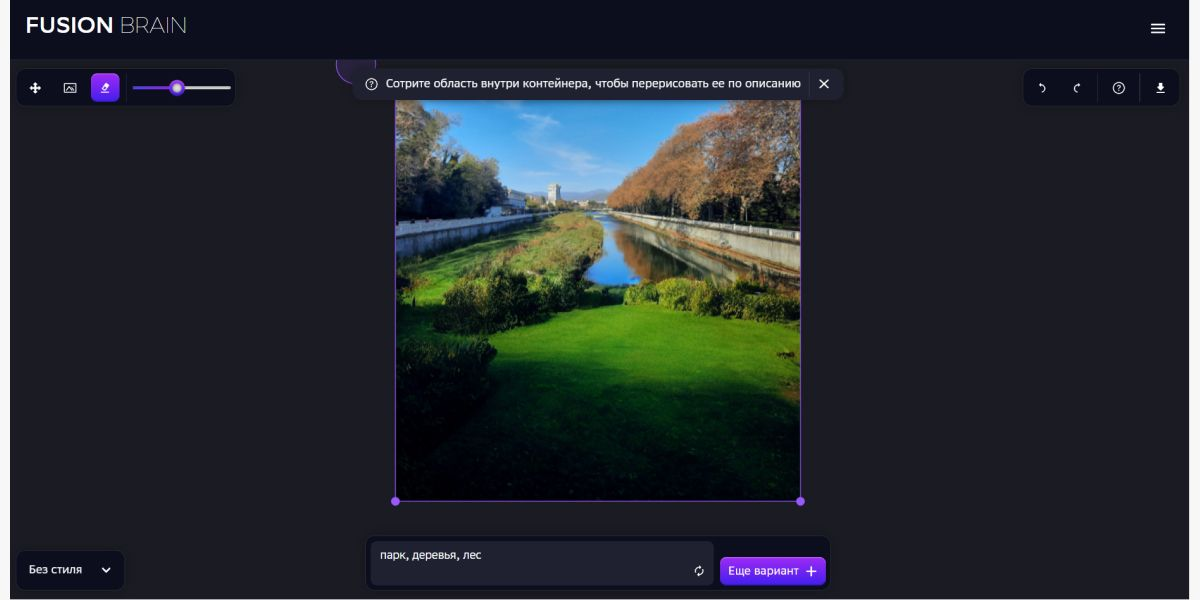 FUSION BRAIN
Сотрите область внутри контейнера, чтобы перерисовать ее по описанию
парк, деревья, лес
Без стиля
Еще вариант